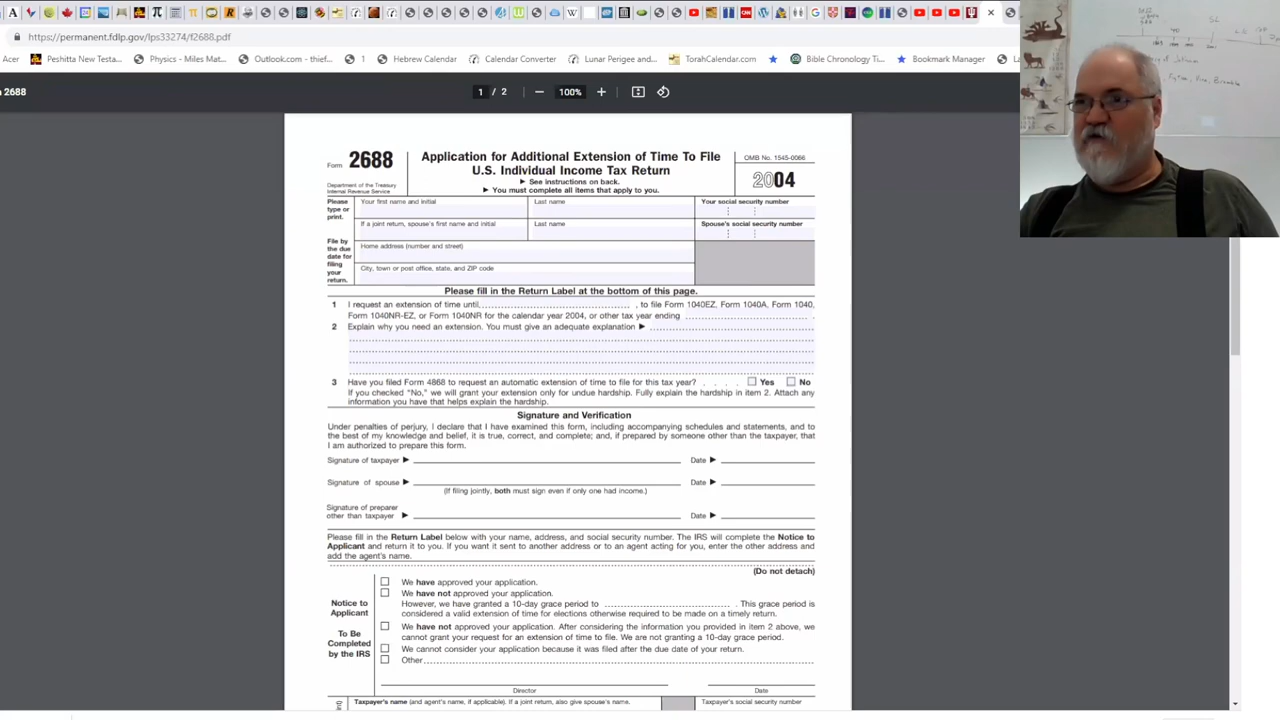 https://permanent.fdlp.gov/lps33274/f2688.pdf
Acer Peshitta New Testa... Physics - Miles Mat... Outlook.com - thief... 1 Hebrew Calendar Calendar Converter Lunar Perigee and... TorahCalendar.com Bible Chronology Ti... Bookmark Manager
2688 1 / 2 100%
Form 2688
Department of the Treasury
Internal Revenue Service
Application for Additional Extension of Time To File
U.S. Individual Income Tax Return
► See instructions on back.
► You must complete all items that apply to you.
OMB No. 1545-0066
2004
Please type or print.
File by the due date for filing your return.
Your first name and initial Last name Your social security number
If a joint return, spouse's first name and initial Last name Spouse's social security number
Home address (number and street)
City, town or post office, state, and ZIP code
Please fill in the Return Label at the bottom of this page.
1 I request an extension of time until , to file Form 1040EZ, Form 1040A, Form 1040,
Form 1040NR-EZ, or Form 1040NR for the calendar year 2004, or other tax year ending .
2 Explain why you need an extension. You must give an adequate explanation ►
3 Have you filed Form 4868 to request an automatic extension of time to file for this tax year? . . . . Yes No
If you checked "No," we will grant your extension only for undue hardship. Fully explain the hardship in item 2. Attach any
information you have that helps explain the hardship.
Signature and Verification
Under penalties of perjury, I declare that I have examined this form, including accompanying schedules and statements, and to
the best of my knowledge and belief, it is true, correct, and complete; and, if prepared by someone other than the taxpayer, that
I am authorized to prepare this form.
Signature of taxpayer ► Date ►
Signature of spouse ► Date ►
(If filing jointly, both must sign even if only one had income.)
Signature of preparer
other than taxpayer ► Date ►
Please fill in the Return Label below with your name, address, and social security number. The IRS will complete the Notice to
Applicant and return it to you. If you want it sent to another address or to an agent acting for you, enter the other address and
add the agent's name.
(Do not detach)
Notice to
Applicant
To Be
Completed
by the IRS
We have approved your application.
We have not approved your application.
However, we have granted a 10-day grace period to . This grace period is
considered a valid extension of time for elections otherwise required to be made on a timely return.
We have not approved your application. After considering the information you provided in item 2 above, we
cannot grant your request for an extension of time to file. We are not granting a 10-day grace period.
We cannot consider your application because it was filed after the due date of your return.
Other
Director Date
Taxpayer's name (and agent's name, if applicable). If a joint return, also give spouse's name. Taxpayer's social security number